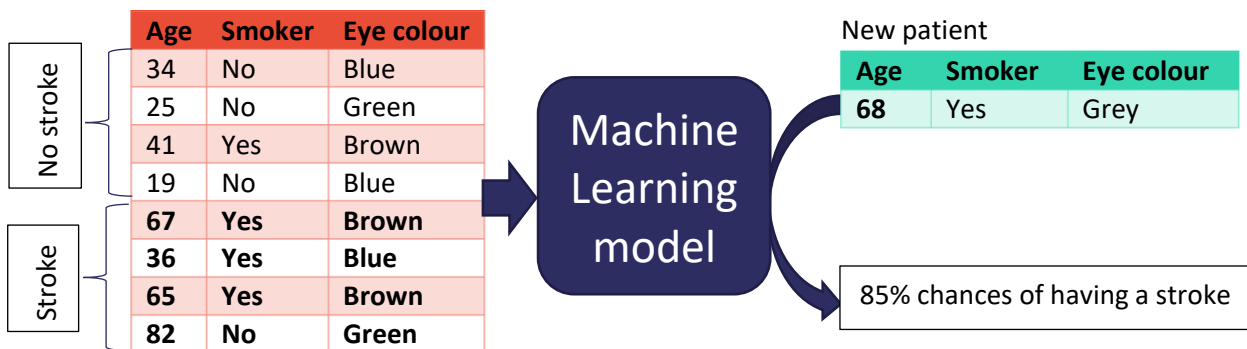 No stroke
Stroke
Age Smoker Eye colour
34 No Blue
25 No Green
41 Yes Brown
19 No Blue
67 Yes Brown
36 Yes Blue
65 Yes Brown
82 No Green
Machine
Learning
model
New patient
Age Smoker Eye colour
68 Yes Grey
85% chances of having a stroke